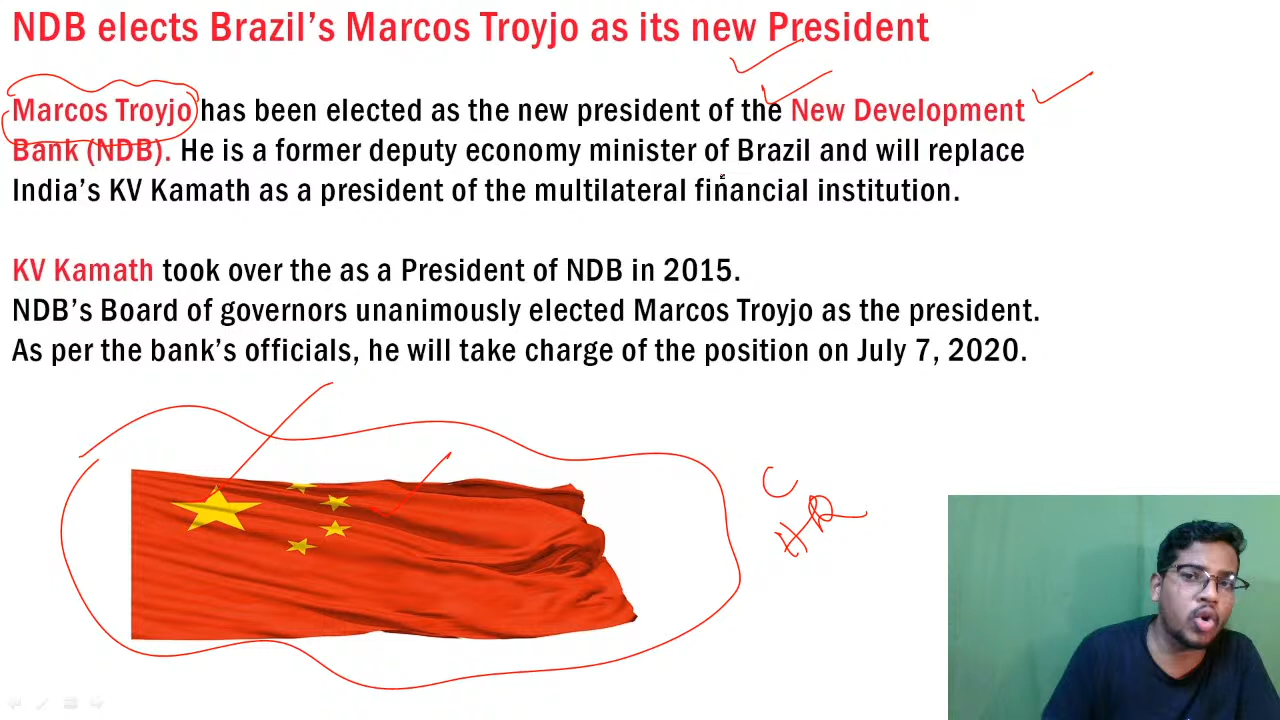 NDB elects Brazil’s Marcos Troyjo as its new President
Marcos Troyjo has been elected as the new president of the New Development
Bank (NDB). He is a former deputy economy minister of Brazil and will replace
India’s KV Kamath as a president of the multilateral financial institution.
KV Kamath took over the as a President of NDB in 2015.
NDB’s Board of governors unanimously elected Marcos Troyjo as the president.
As per the bank’s officials, he will take charge of the position on July 7, 2020.
C